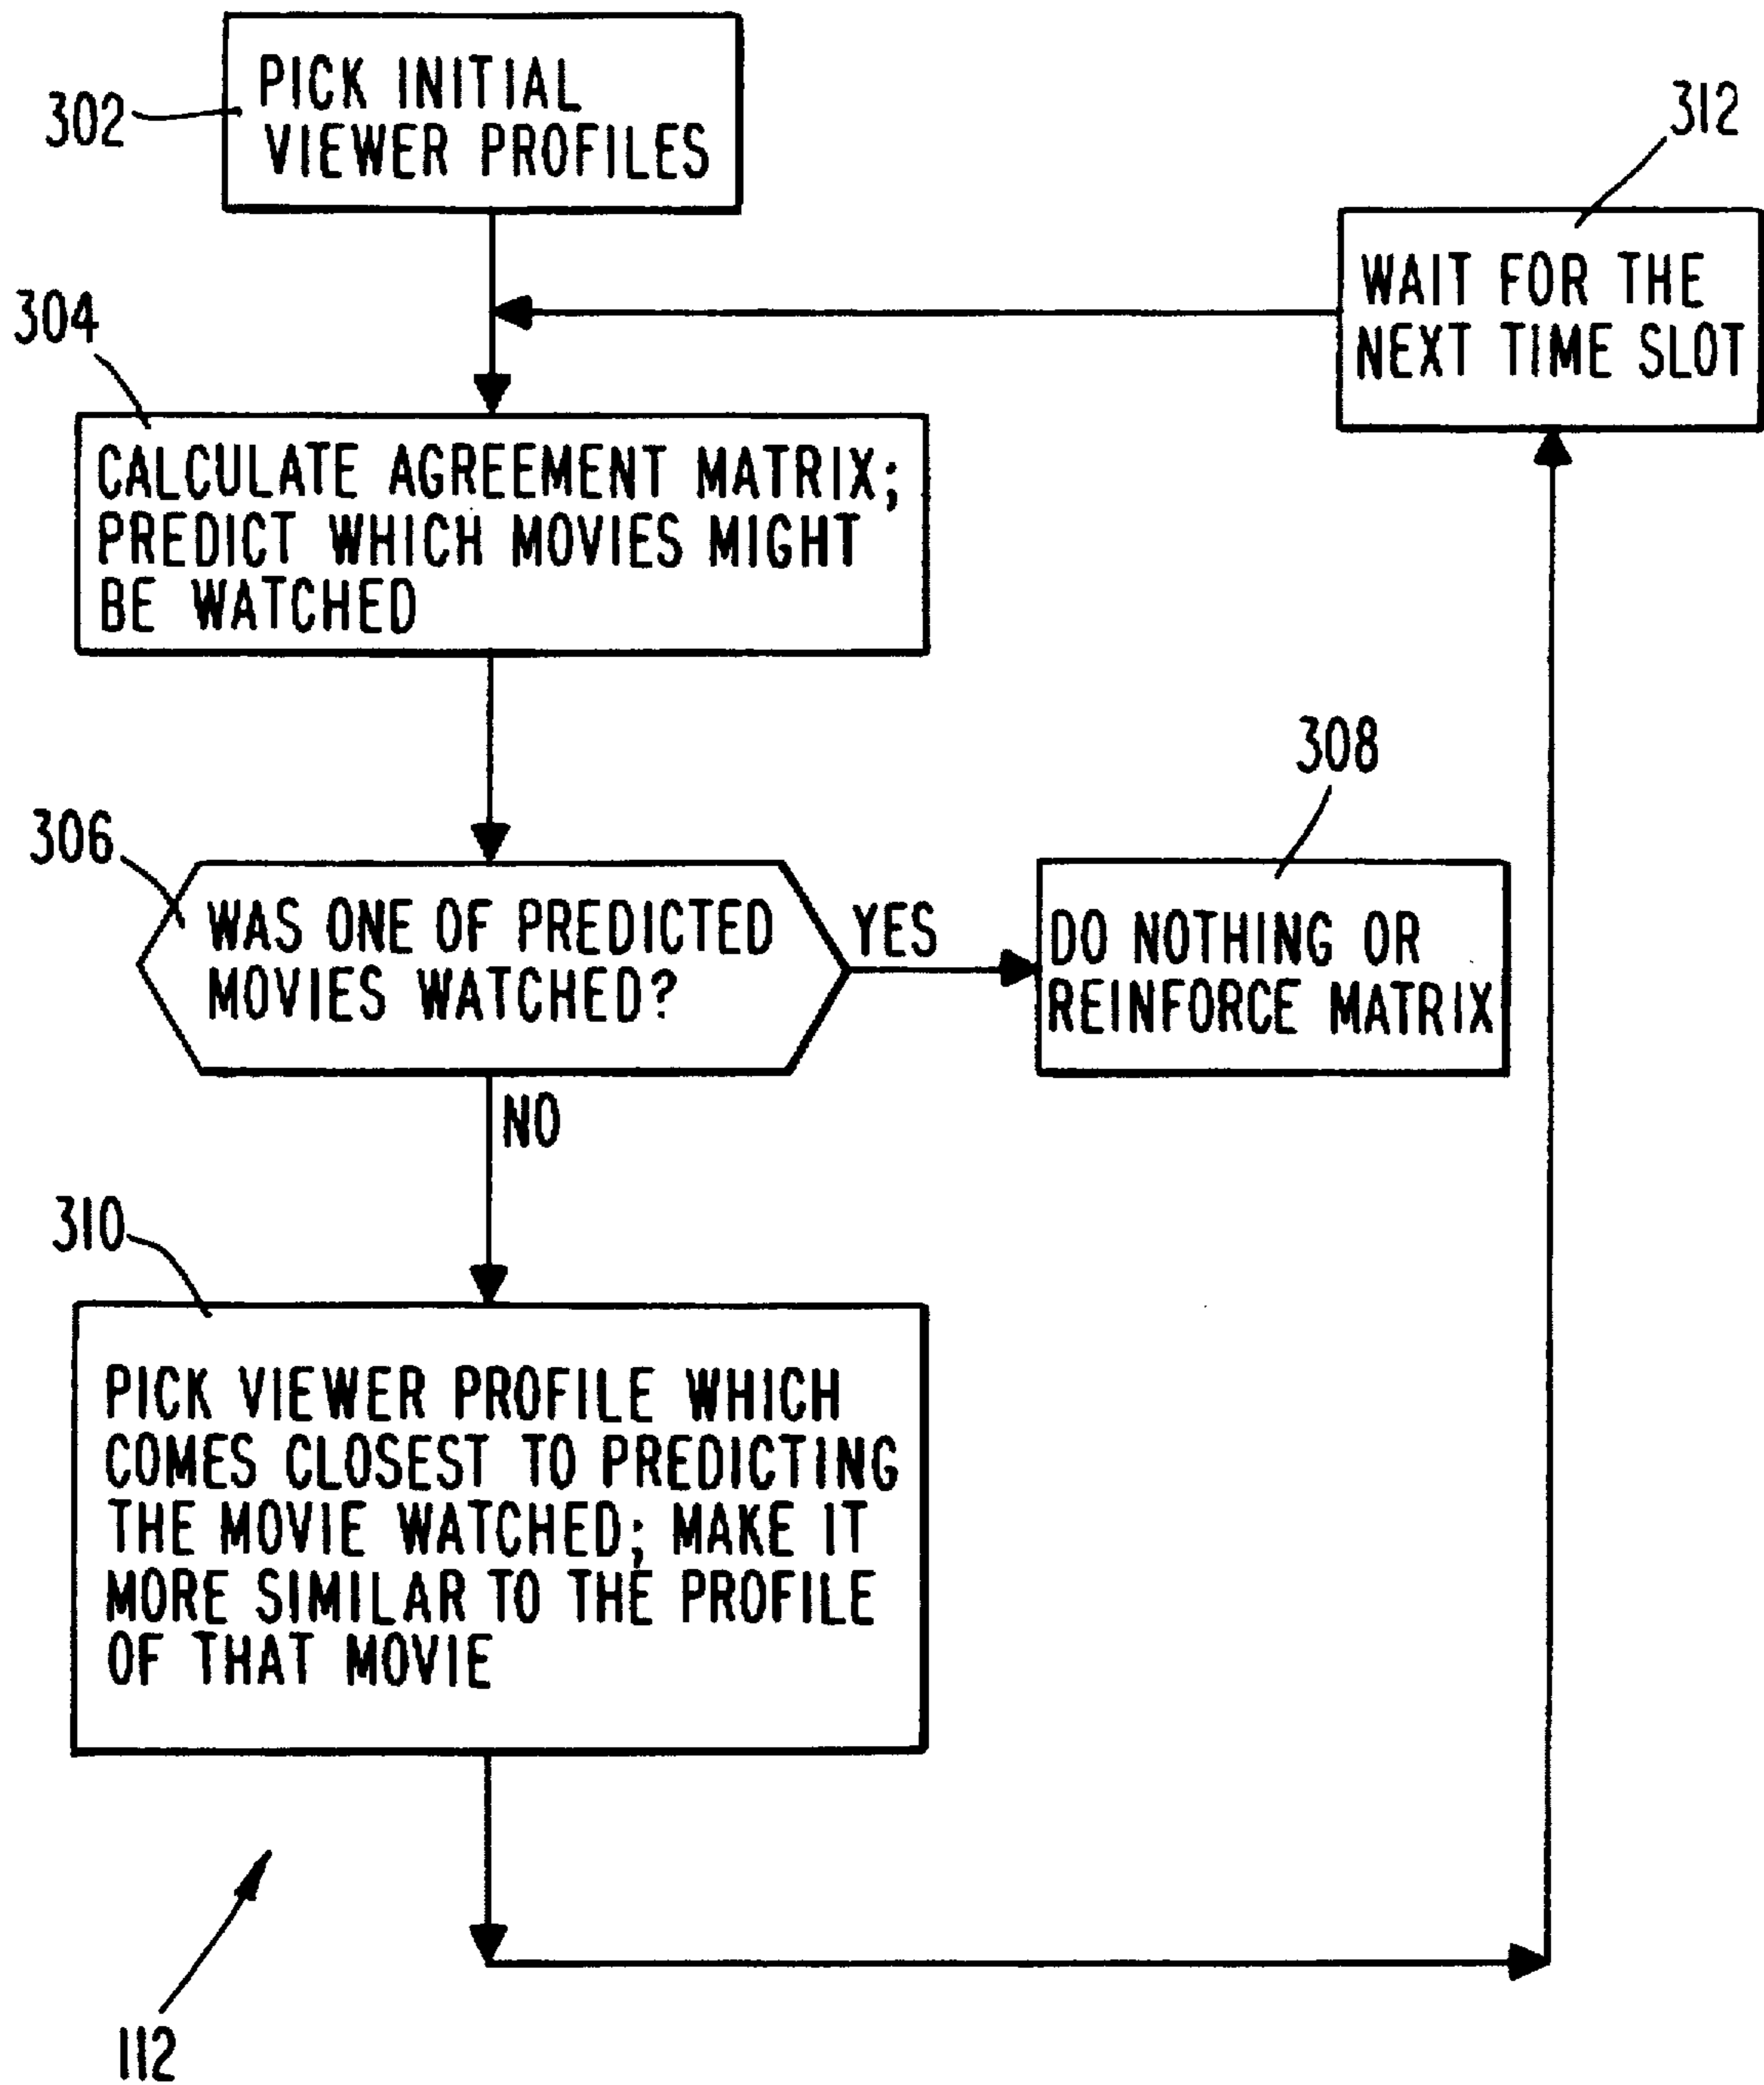 302
PICK INITIAL
VIEWER PROFILES
312
WAIT FOR THE
NEXT TIME SLOT
304
CALCULATE AGREEMENT MATRIX;
PREDICT WHICH MOVIES MIGHT
BE WATCHED
306
WAS ONE OF PREDICTED
MOVIES WATCHED?
YES
308
DO NOTHING OR
REINFORCE MATRIX
NO
310
PICK VIEWER PROFILE WHICH
COMES CLOSEST TO PREDICTING
THE MOVIE WATCHED; MAKE IT
MORE SIMILAR TO THE PROFILE
OF THAT MOVIE
112